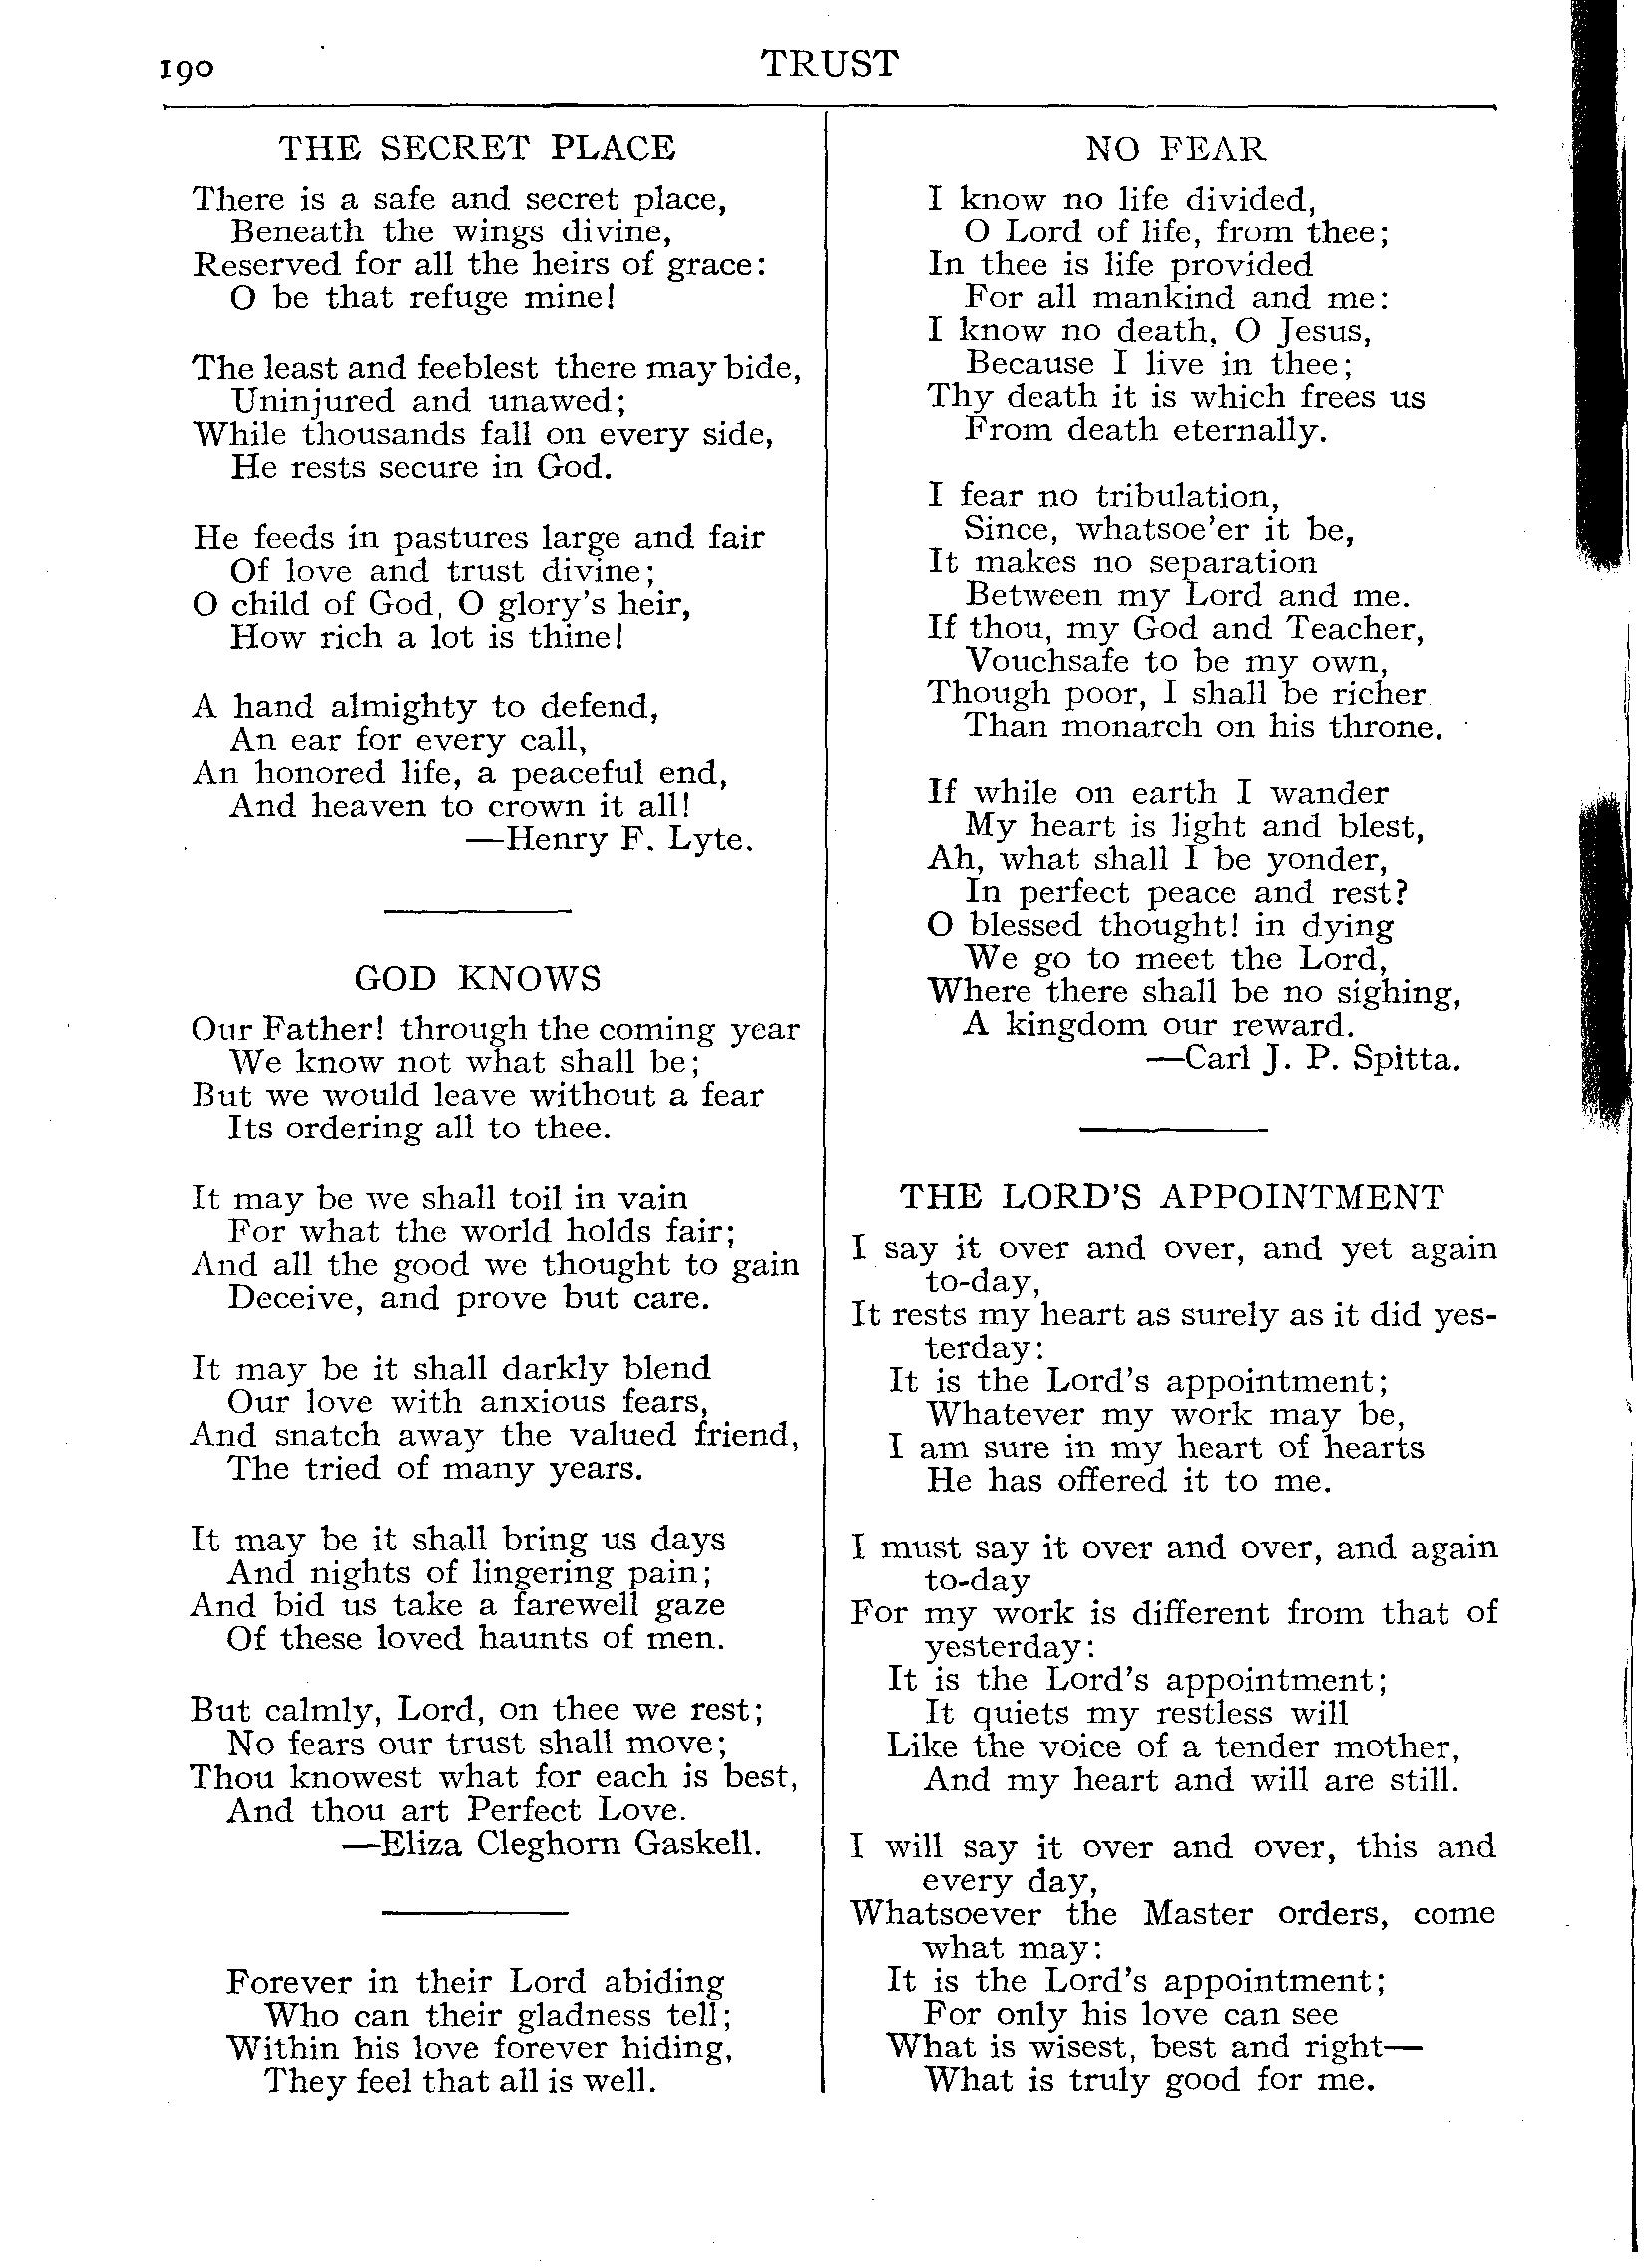 190
TRUST
THE SECRET PLACE
There is a safe and secret place,
Beneath the wings divine,
Reserved for all the heirs of grace:
O be that refuge mine!
The least and feeblest there may bide,
Uninjured and unawed;
While thousands fall on every side,
He rests secure in God.
He feeds in pastures large and fair
Of love and trust divine;
O child of God, O glory's heir,
How rich a lot is thine!
A hand almighty to defend,
An ear for every call,
An honored life, a peaceful end,
And heaven to crown it all!
—Henry F. Lyte.
GOD KNOWS
Our Father! through the coming year
We know not what shall be;
But we would leave without a fear
Its ordering all to thee.
It may be we shall toil in vain
For what the world holds fair;
And all the good we thought to gain
Deceive, and prove but care.
It may be it shall darkly blend
Our love with anxious fears,
And snatch away the valued friend,
The tried of many years.
It may be it shall bring us days
And nights of lingering pain;
And bid us take a farewell gaze
Of these loved haunts of men.
But calmly, Lord, on thee we rest;
No fears our trust shall move;
Thou knowest what for each is best,
And thou art Perfect Love.
—Eliza Cleghorn Gaskell.
Forever in their Lord abiding
Who can their gladness tell;
Within his love forever hiding,
They feel that all is well.
NO FEAR
I know no life divided,
O Lord of life, from thee;
In thee is life provided
For all mankind and me:
I know no death, O Jesus,
Because I live in thee;
Thy death it is which frees us
From death eternally.
I fear no tribulation,
Since, whatsoe'er it be,
It makes no separation
Between my Lord and me.
If thou, my God and Teacher,
Vouchsafe to be my own,
Though poor, I shall be richer
Than monarch on his throne.
If while on earth I wander
My heart is light and blest,
Ah, what shall I be yonder,
In perfect peace and rest?
O blessed thought! in dying
We go to meet the Lord,
Where there shall be no sighing,
A kingdom our reward.
—Carl J. P. Spitta.
THE LORD'S APPOINTMENT
I say it over and over, and yet again
to-day,
It rests my heart as surely as it did yes-
terday:
It is the Lord's appointment;
Whatever my work may be,
I am sure in my heart of hearts
He has offered it to me.
I must say it over and over, and again
to-day
For my work is different from that of
yesterday:
It is the Lord's appointment;
It quiets my restless will
Like the voice of a tender mother,
And my heart and will are still.
I will say it over and over, this and
every day,
Whatsoever the Master orders, come
what may:
It is the Lord's appointment;
For only his love can see
What is wisest, best and right—
What is truly good for me.